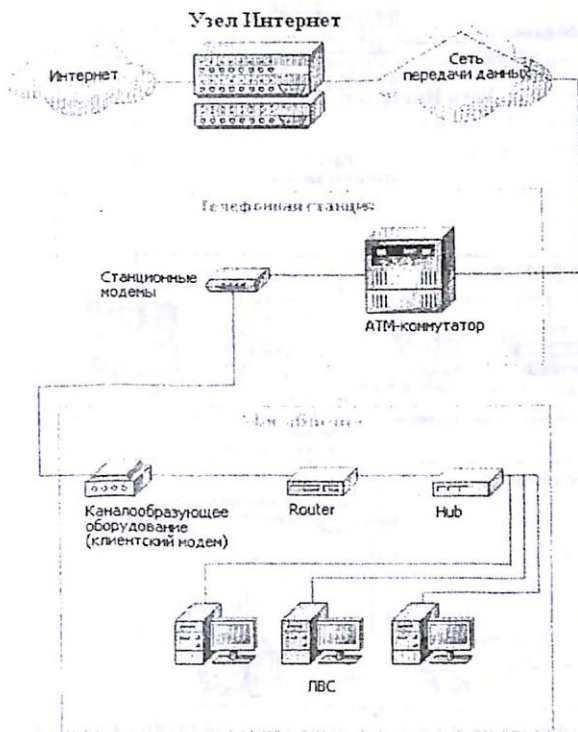 Узел Интернет
Интернет
Сеть
передачи данных
Телефонная станция
Станционные
модемы
АТМ-коммутатор
Каналообразующее
оборудование
(клиентский модем)
Router
Hub
ЛВС